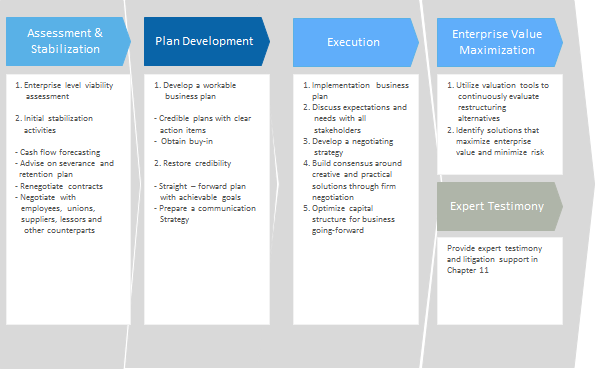 Assessment &
Stabilization
1. Enterprise level viability
assessment
2. Initial stabilization
activities
- Cash flow forecasting
- Advise on severance and
retention plan
- Renegotiate contracts
- Negotiate with
employees, unions,
suppliers, lessors and
other counterparts
Plan Development
1. Develop a workable
business plan
- Credible plans with clear
action items
- Obtain buy-in
2. Restore credibility
- Straight – forward plan
with achievable goals
- Prepare a communication
Strategy
Execution
1. Implementation business
plan
2. Discuss expectations and
needs with all
stakeholders
3. Develop a negotiating
strategy
4. Build consensus around
creative and practical
solutions through firm
negotiation
5. Optimize capital
structure for business
going-forward
Enterprise Value
Maximization
1. Utilize valuation tools to
continuously evaluate
restructuring
alternatives
2. Identify solutions that
maximize enterprise
value and minimize risk
Expert Testimony
Provide expert testimony
and litigation support in
Chapter 11